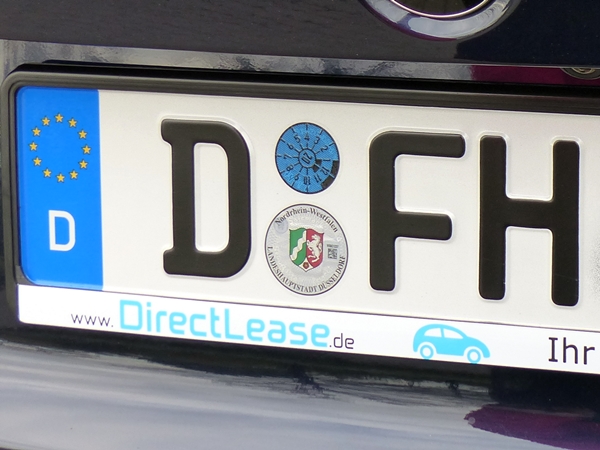 D FH
D
Nordrhein-Westfalen
LANDESHAUPTSTADT DÜSSELDORF
www.DirectLease.de
Ihr